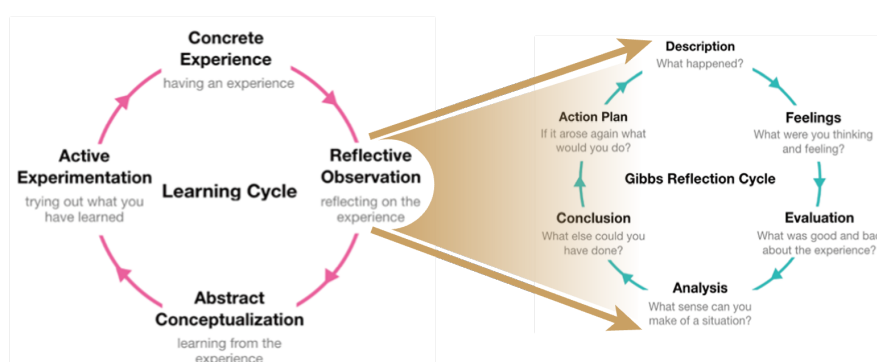 Concrete
Experience
having an experience
Reflective
Observation
reflecting on the
experience
Abstract
Conceptualization
learning from the
experience
Active
Experimentation
trying out what you
have learned
Learning Cycle
Description
What happened?
Feelings
What were you thinking
and feeling?
Evaluation
What was good and bad
about the experience?
Analysis
What sense can you
make of a situation?
Conclusion
What else could you
have done?
Action Plan
If it arose again what
would you do?
Gibbs Reflection Cycle